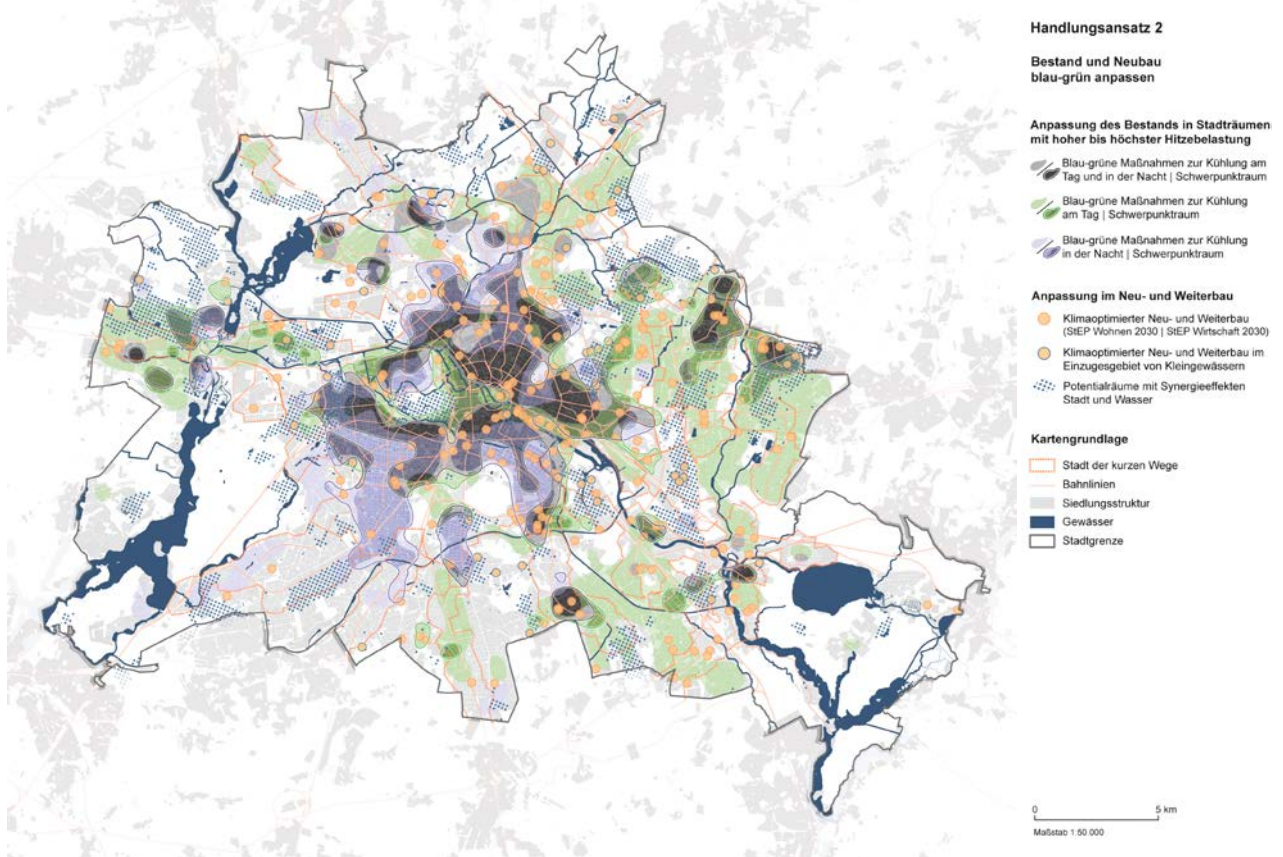 Handlungsansatz 2
Bestand und Neubau
blau-grün anpassen
Anpassung des Bestands in Stadträumen
mit hoher bis höchster Hitzebelastung
Blau-grüne Maßnahmen zur Kühlung am
Tag und in der Nacht | Schwerpunktraum
Blau-grüne Maßnahmen zur Kühlung
am Tag | Schwerpunktraum
Blau-grüne Maßnahmen zur Kühlung
in der Nacht | Schwerpunktraum
Anpassung im Neu- und Weiterbau
Klimaoptimierter Neu- und Weiterbau
(StEP Wohnen 2030 | StEP Wirtschaft 2030)
Klimaoptimierter Neu- und Weiterbau im
Einzugesgebiet von Kleingewässern
Potentialräume mit Synergieeffekten
Stadt und Wasser
Kartengrundlage
Stadt der kurzen Wege
Bahnlinien
Siedlungsstruktur
Gewässer
Stadtgrenze
0 5 km
Maßstab 1:50.000